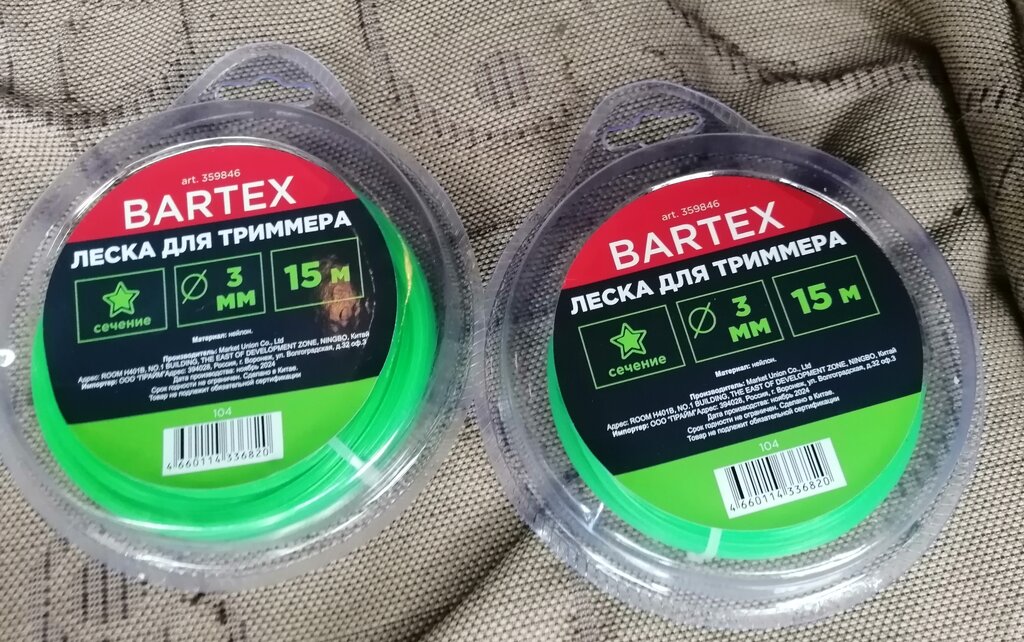 art. 359846
BARTEX
ЛЕСКА ДЛЯ ТРИММЕРА
сечение
3 мм
15 м
Материал: нейлон.
Производитель: Market Union Co., Ltd
Адрес: ROOM H401B, NO.1 BUILDING, THE EAST OF DEVELOPMENT ZONE, NINGBO, Китай
Импортер: ООО "ПРАЙМ"Адрес: 394028, Россия, г. Воронеж, ул. Волгоградская, д.32 оф.3
Дата производства: ноябрь 2024
Срок годности не ограничен. Сделано в Китае.
Товар не подлежит обязательной сертификации
104
4 660114 336820
art. 359846
BARTEX
ЛЕСКА ДЛЯ ТРИММЕРА
сечение
3 мм
15 м
Материал: нейлон.
Производитель: Market Union Co., Ltd
Адрес: ROOM H401B, NO.1 BUILDING, THE EAST OF DEVELOPMENT ZONE, NINGBO, Китай
Импортер: ООО "ПРАЙМ"Адрес: 394028, Россия, г. Воронеж, ул. Волгоградская, д.32 оф.3
Дата производства: ноябрь 2024
Срок годности не ограничен. Сделано в Китае.
Товар не подлежит обязательной сертификации
104
4 660114 336820